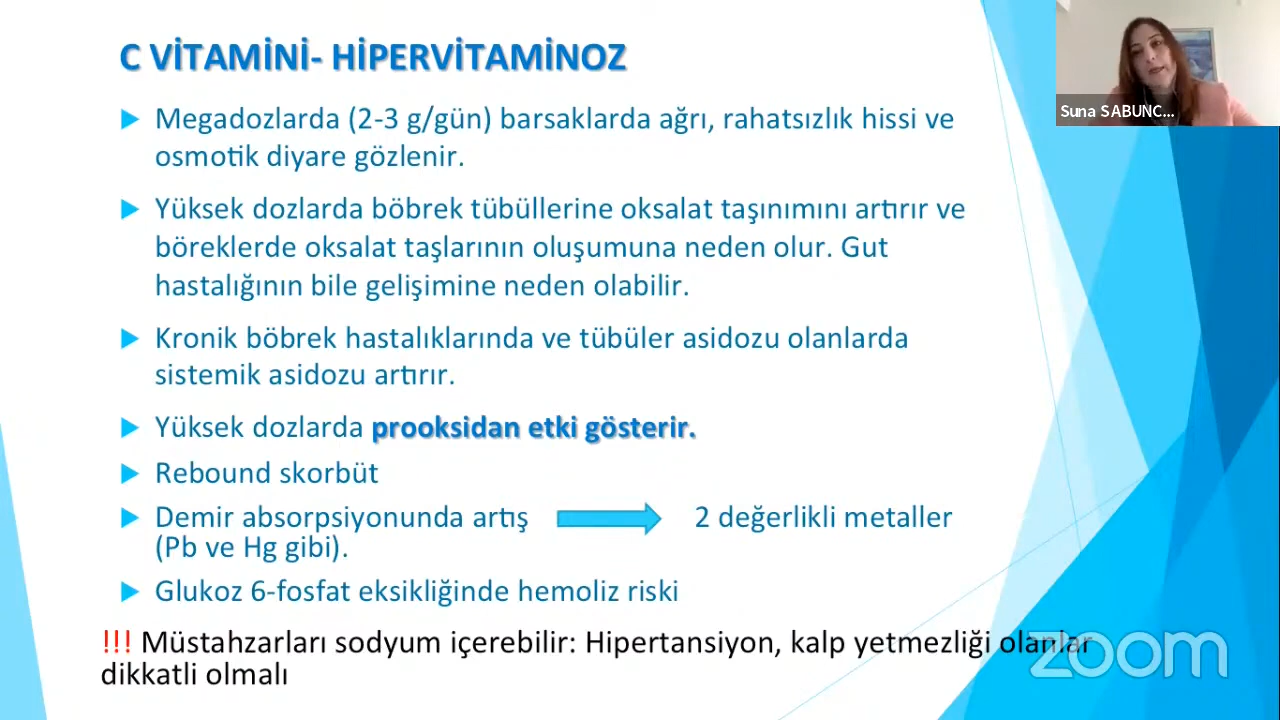 C VİTAMİNİ- HİPERVİTAMİNOZ
Megadozlarda (2-3 g/gün) barsaklarda ağrı, rahatsızlık hissi ve
osmotik diyare gözlenir.
Yüksek dozlarda böbrek tübüllerine oksalat taşınımını artırır ve
böreklerde oksalat taşlarının oluşumuna neden olur. Gut
hastalığının bile gelişimine neden olabilir.
Kronik böbrek hastalıklarında ve tübüler asidozu olanlarda
sistemik asidozu artırır.
Yüksek dozlarda prooksidan etki gösterir.
Rebound skorbüt
Demir absorpsiyonunda artış 2 değerlikli metaller
(Pb ve Hg gibi).
Glukoz 6-fosfat eksikliğinde hemoliz riski
!!! Müstahzarları sodyum içerebilir: Hipertansiyon, kalp yetmezliği olanlar
dikkatli olmalı
Suna SABUNC...
zoom